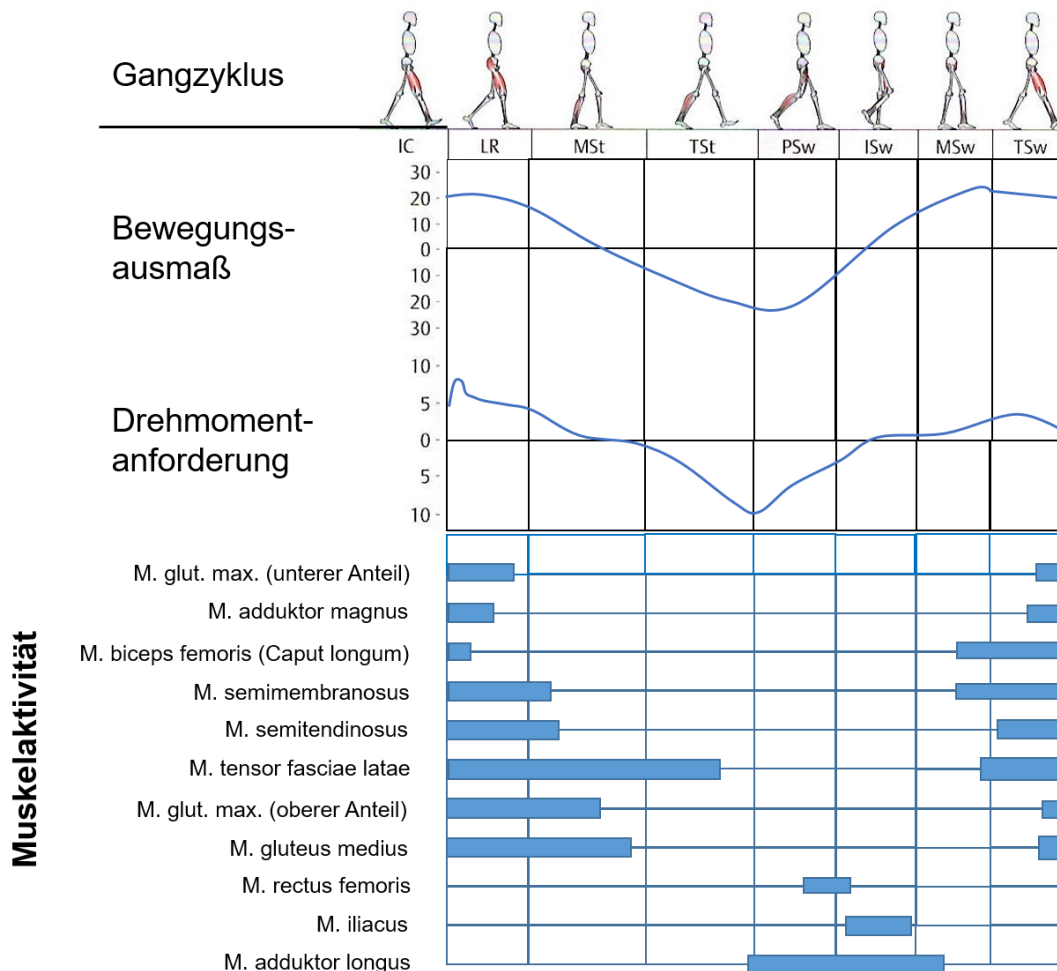 Gangzyklus
IC LR MSt TSt PSw ISw MSw TSw
Bewegungs-
ausmaß
30
20
10
0
10
20
30
Drehmoment-
anforderung
10
5
0
5
10
Muskelaktivität
M. glut. max. (unterer Anteil)
M. adduktor magnus
M. biceps femoris (Caput longum)
M. semimembranosus
M. semitendinosus
M. tensor fasciae latae
M. glut. max. (oberer Anteil)
M. gluteus medius
M. rectus femoris
M. iliacus
M. adduktor longus